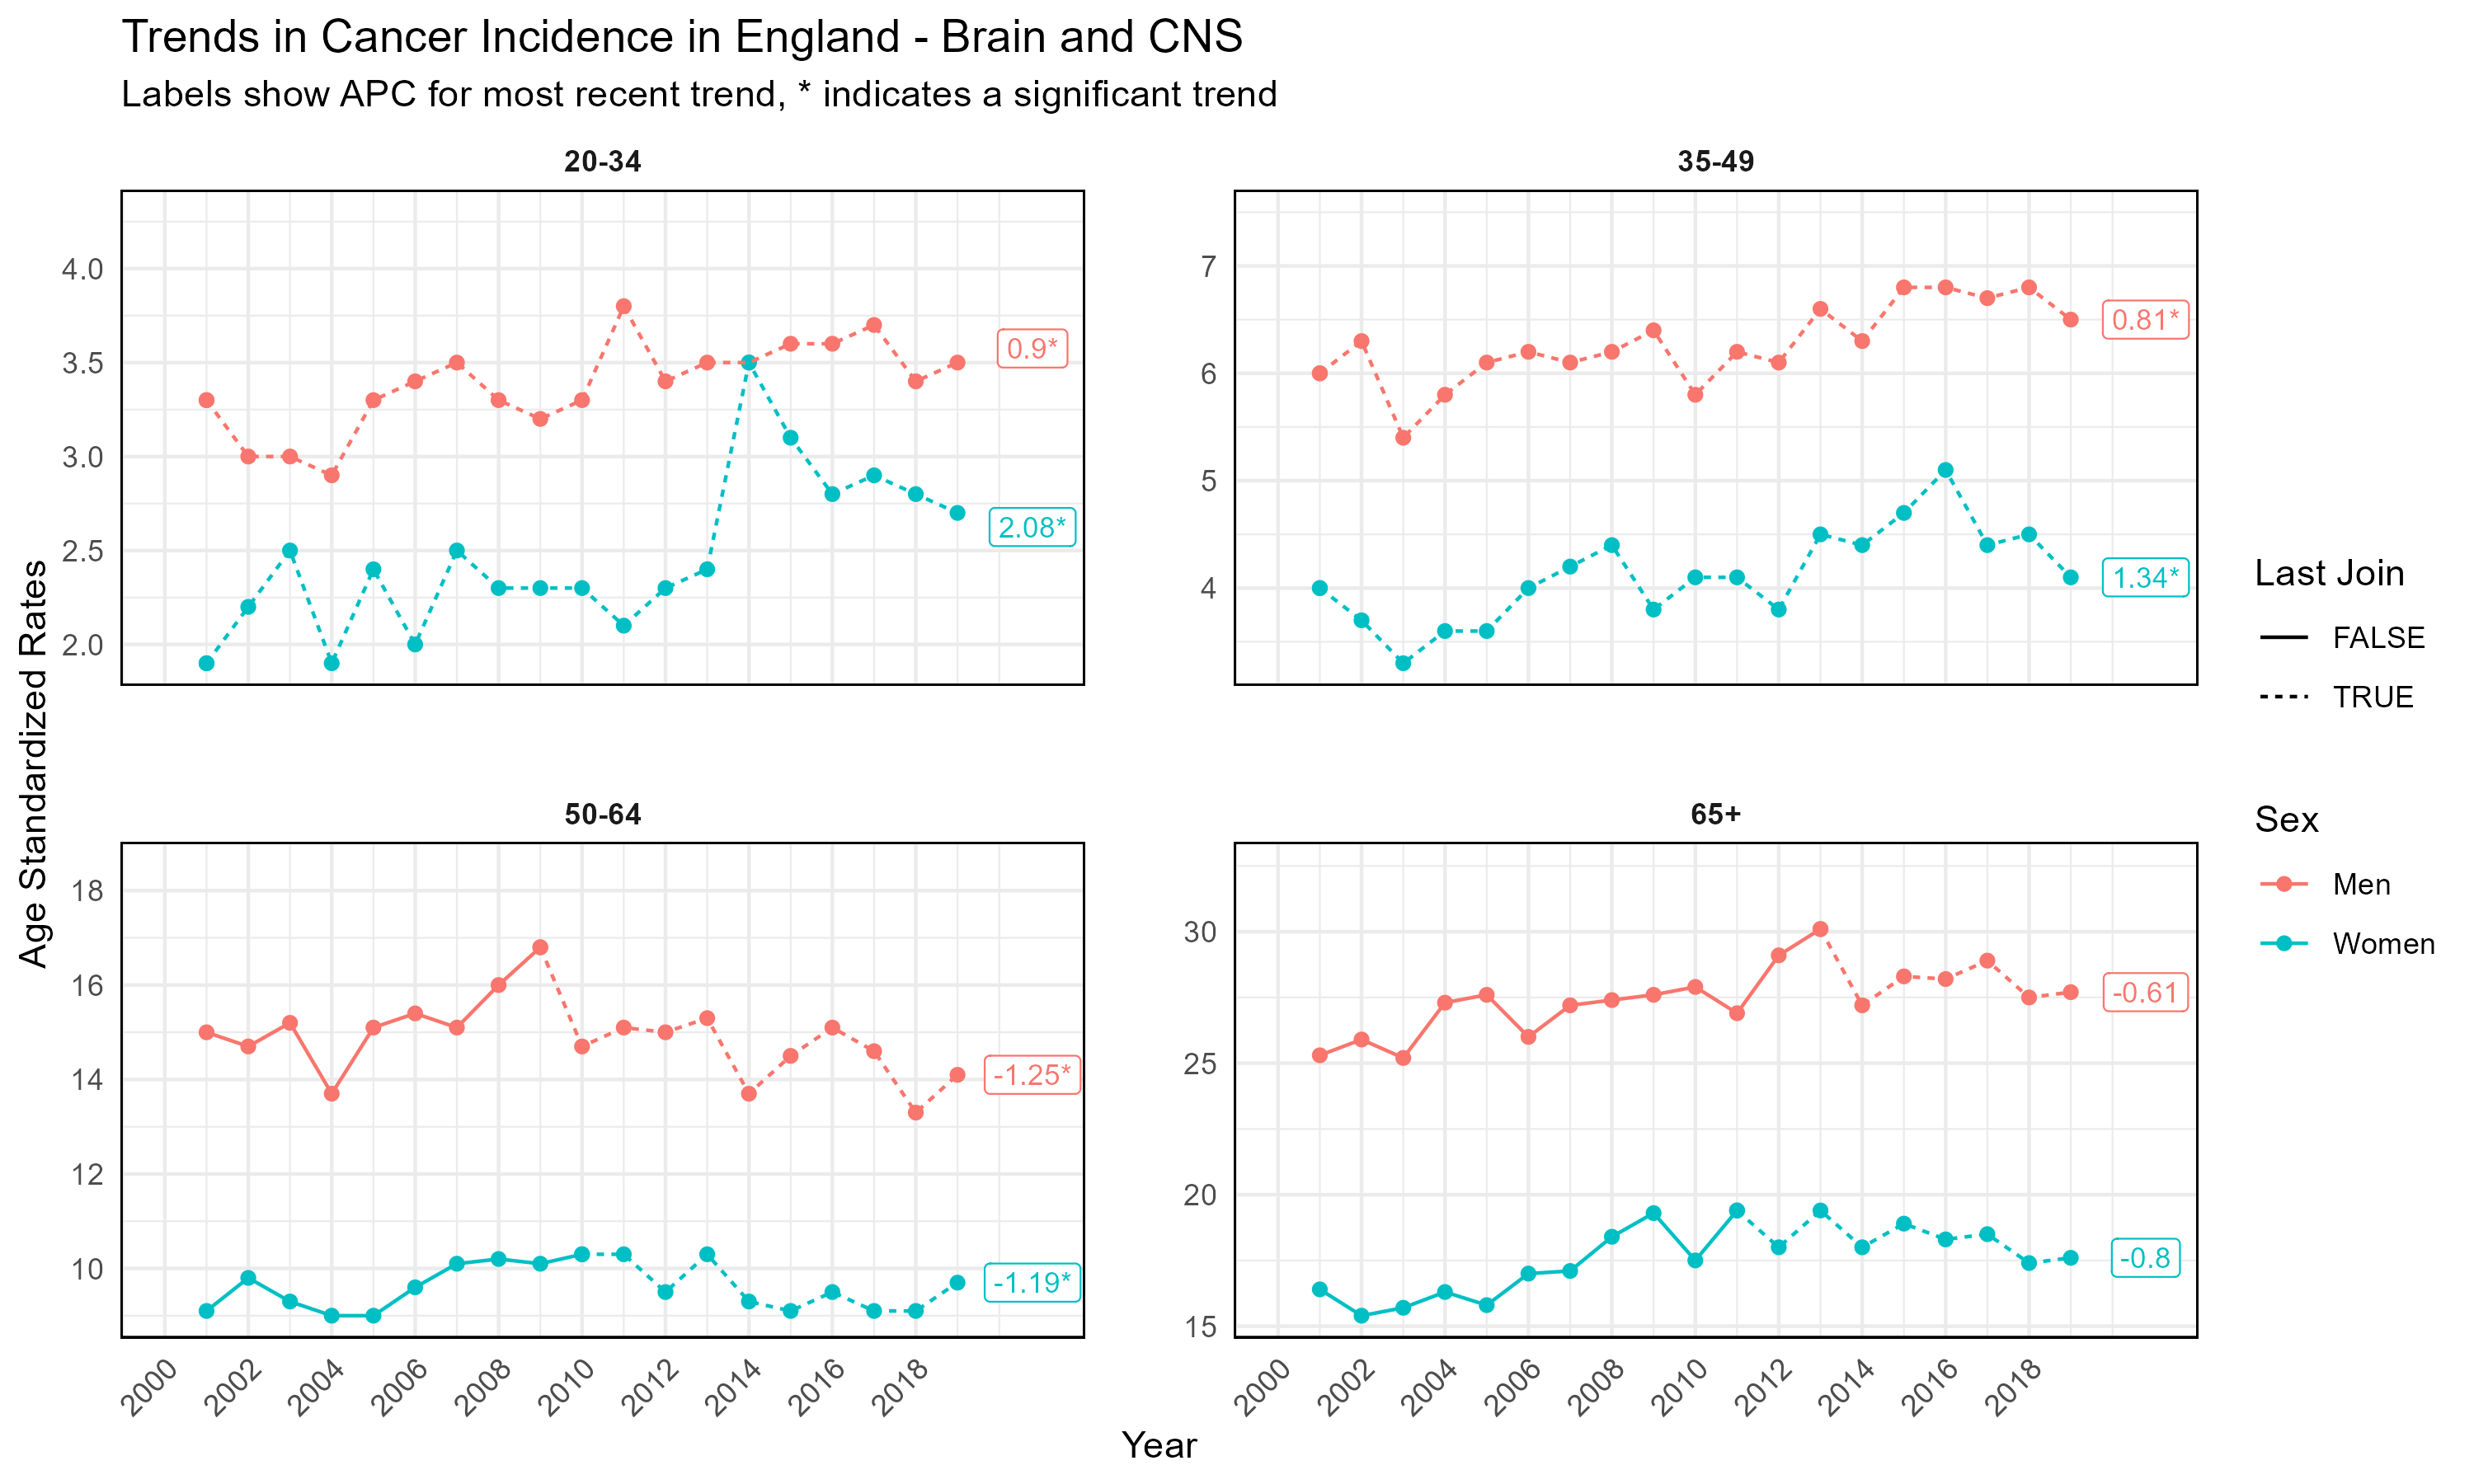 Trends in Cancer Incidence in England - Brain and CNS
Labels show APC for most recent trend, * indicates a significant trend
Age Standardized Rates
20-34
4.0
3.5
3.0
2.5
2.0
0.9*
2.08*
35-49
7
6
5
4
0.81*
1.34*
50-64
18
16
14
12
10
-1.25*
-1.19*
2000 2002 2004 2006 2008 2010 2012 2014 2016 2018
65+
30
25
20
15
-0.61
-0.8
2000 2002 2004 2006 2008 2010 2012 2014 2016 2018
Year
Last Join
FALSE
TRUE
Sex
Men
Women